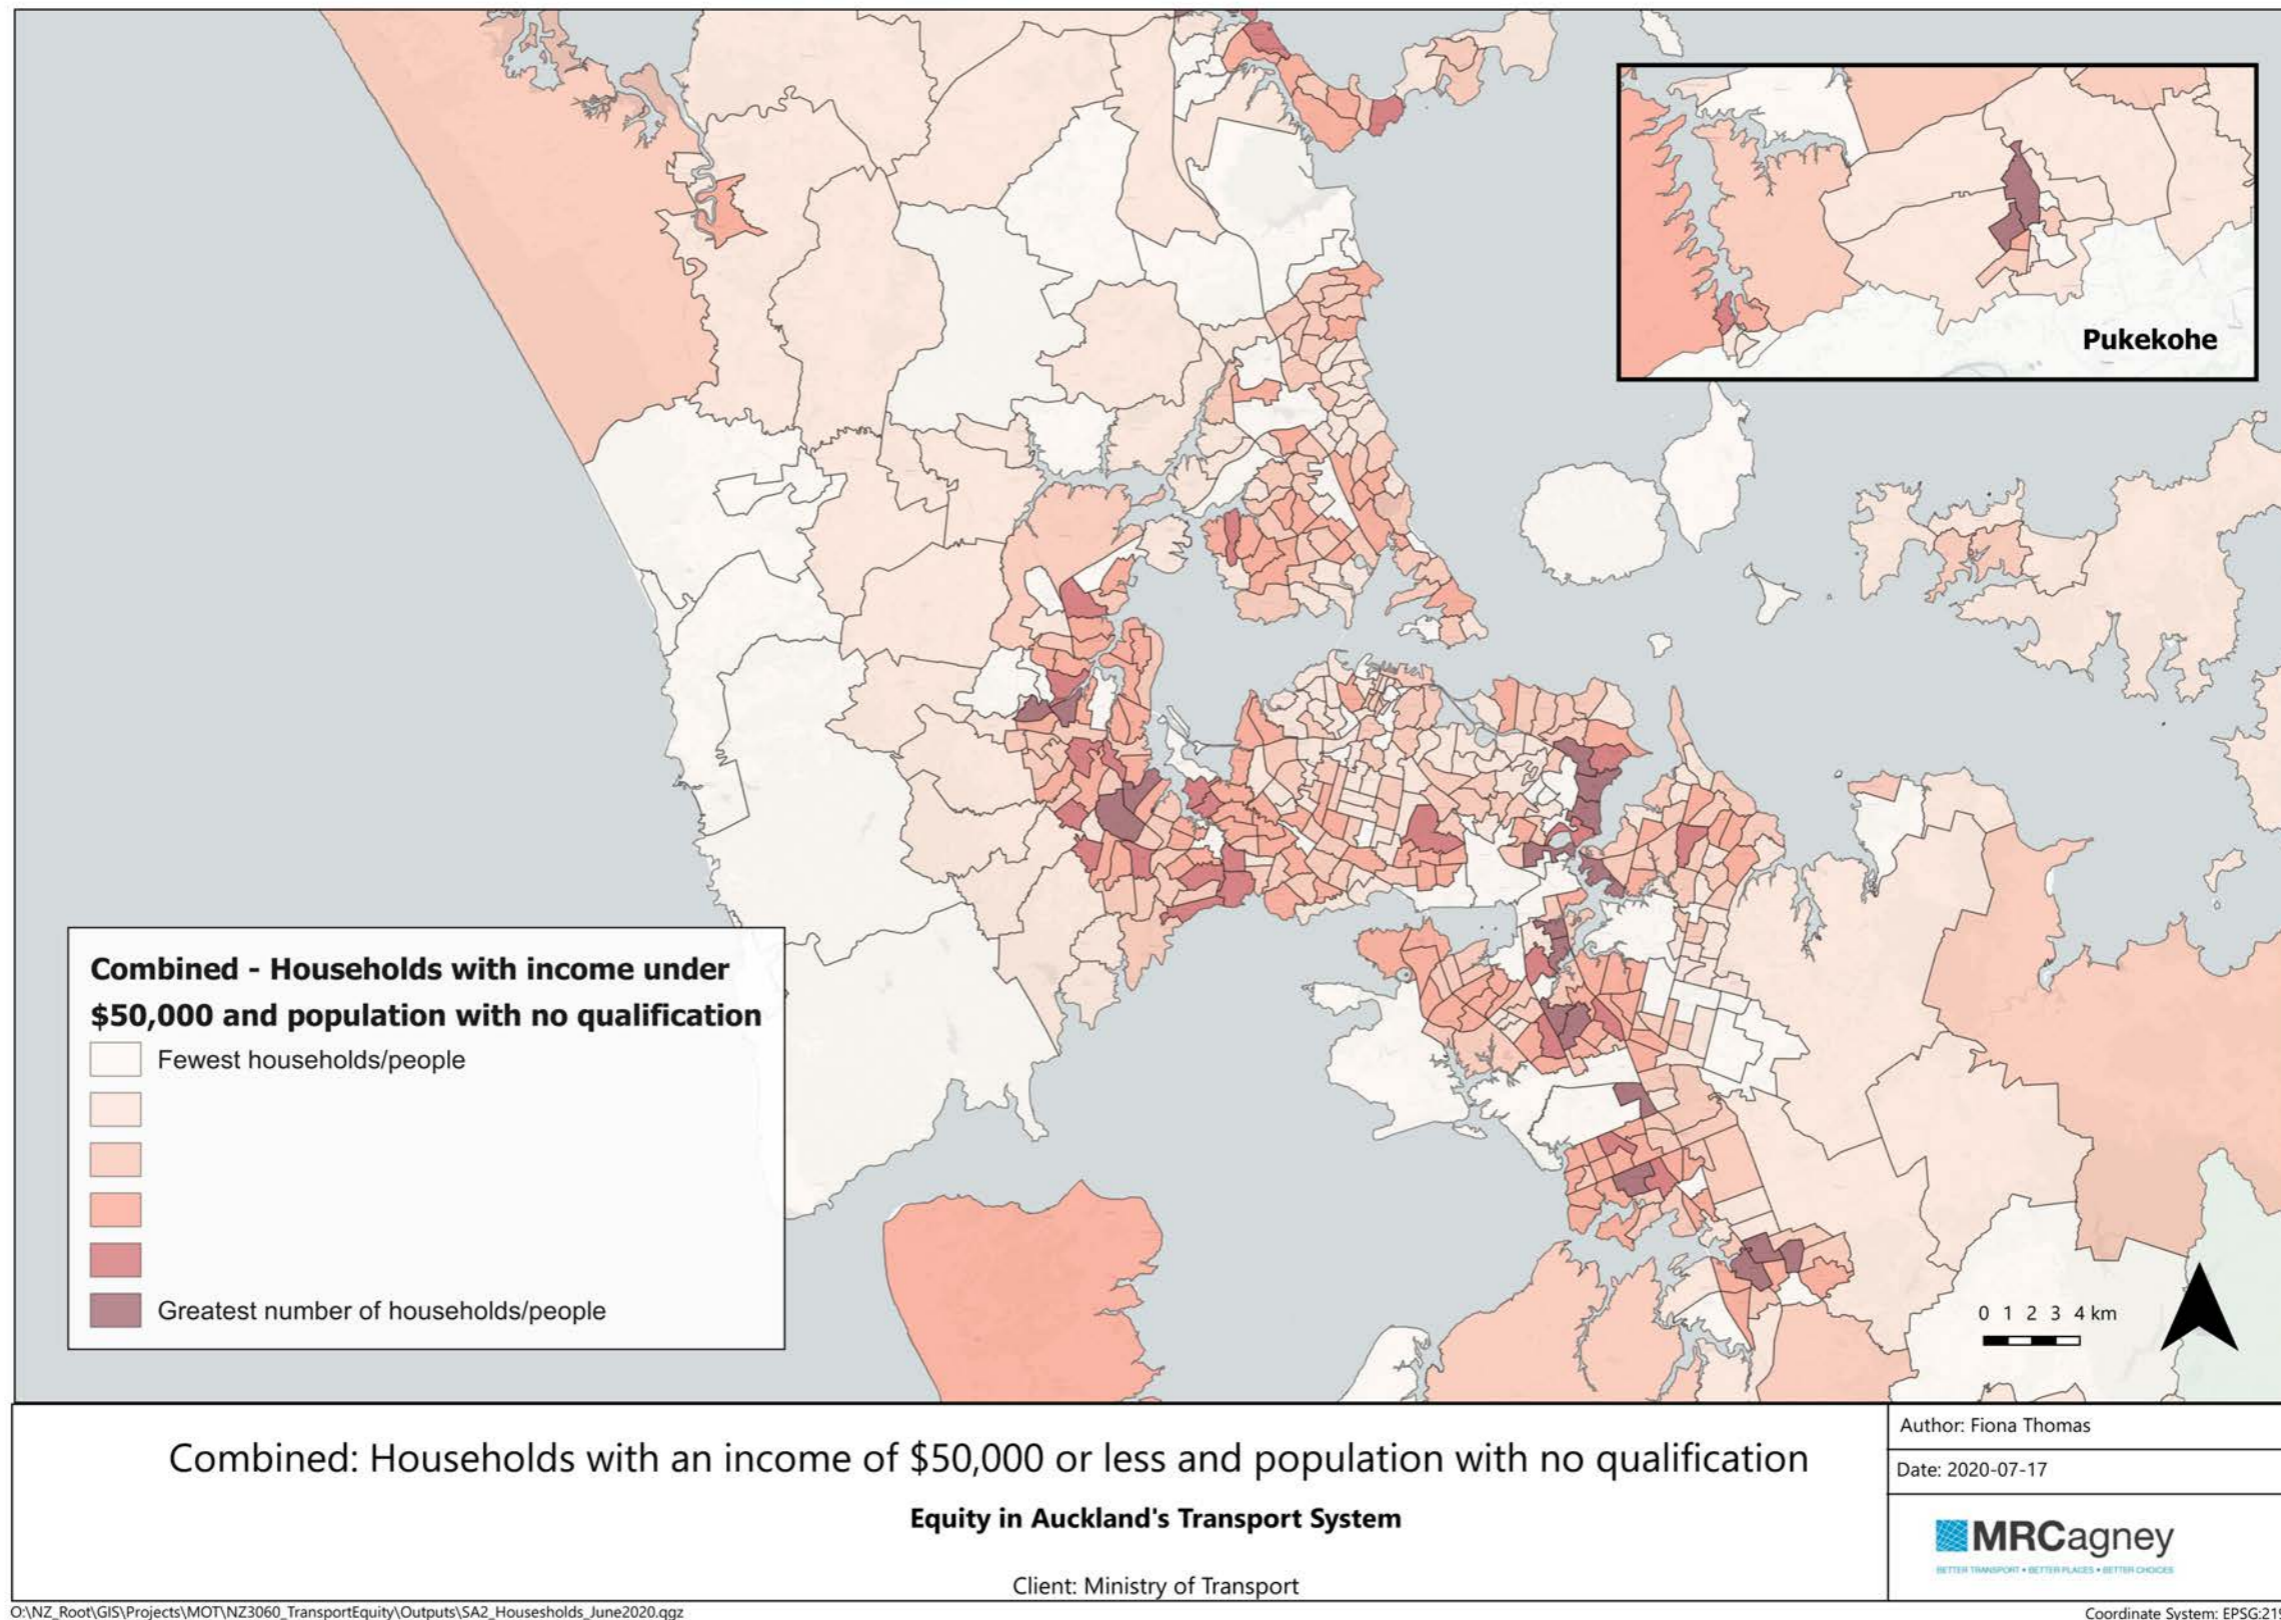 Pukekohe
Combined - Households with income under
$50,000 and population with no qualification
Fewest households/people
Greatest number of households/people
0 1 2 3 4 km
Combined: Households with an income of $50,000 or less and population with no qualification
Equity in Auckland's Transport System
Client: Ministry of Transport
Author: Fiona Thomas
Date: 2020-07-17
MRCagney
BETTER TRANSPORT • BETTER PLACES • BETTER CHOICES
O:\NZ_Root\GIS\Projects\MOT\NZ3060_TransportEquity\Outputs\SA2_Housesholds_June2020.qgz
Coordinate System: EPSG:219